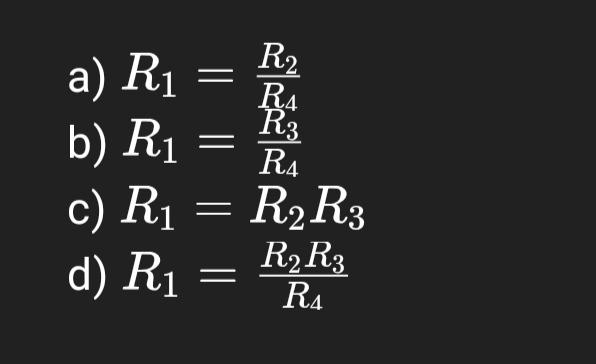 a) R₁ = R₂/R₄
b) R₁ = R₃/R₄
c) R₁ = R₂R₃
d) R₁ = R₂R₃/R₄